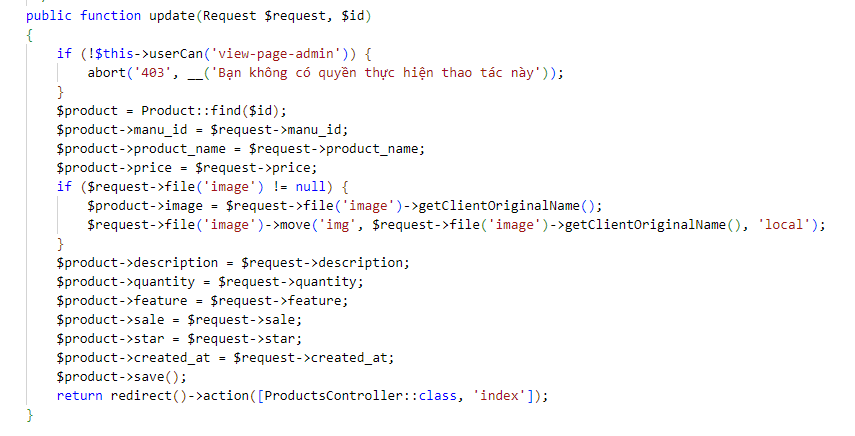 public function update(Request $request, $id)
{
    if (!$this->userCan('view-page-admin')) {
        abort('403', __('Bạn không có quyền thực hiện thao tác này'));
    }
    $product = Product::find($id);
    $product->manu_id = $request->manu_id;
    $product->product_name = $request->product_name;
    $product->price = $request->price;
    if ($request->file('image') != null) {
        $product->image = $request->file('image')->getClientOriginalName();
        $request->file('image')->move('img', $request->file('image')->getClientOriginalName(), 'local');
    }
    $product->description = $request->description;
    $product->quantity = $request->quantity;
    $product->feature = $request->feature;
    $product->sale = $request->sale;
    $product->star = $request->star;
    $product->created_at = $request->created_at;
    $product->save();
    return redirect()->action([ProductsController::class, 'index']);
}